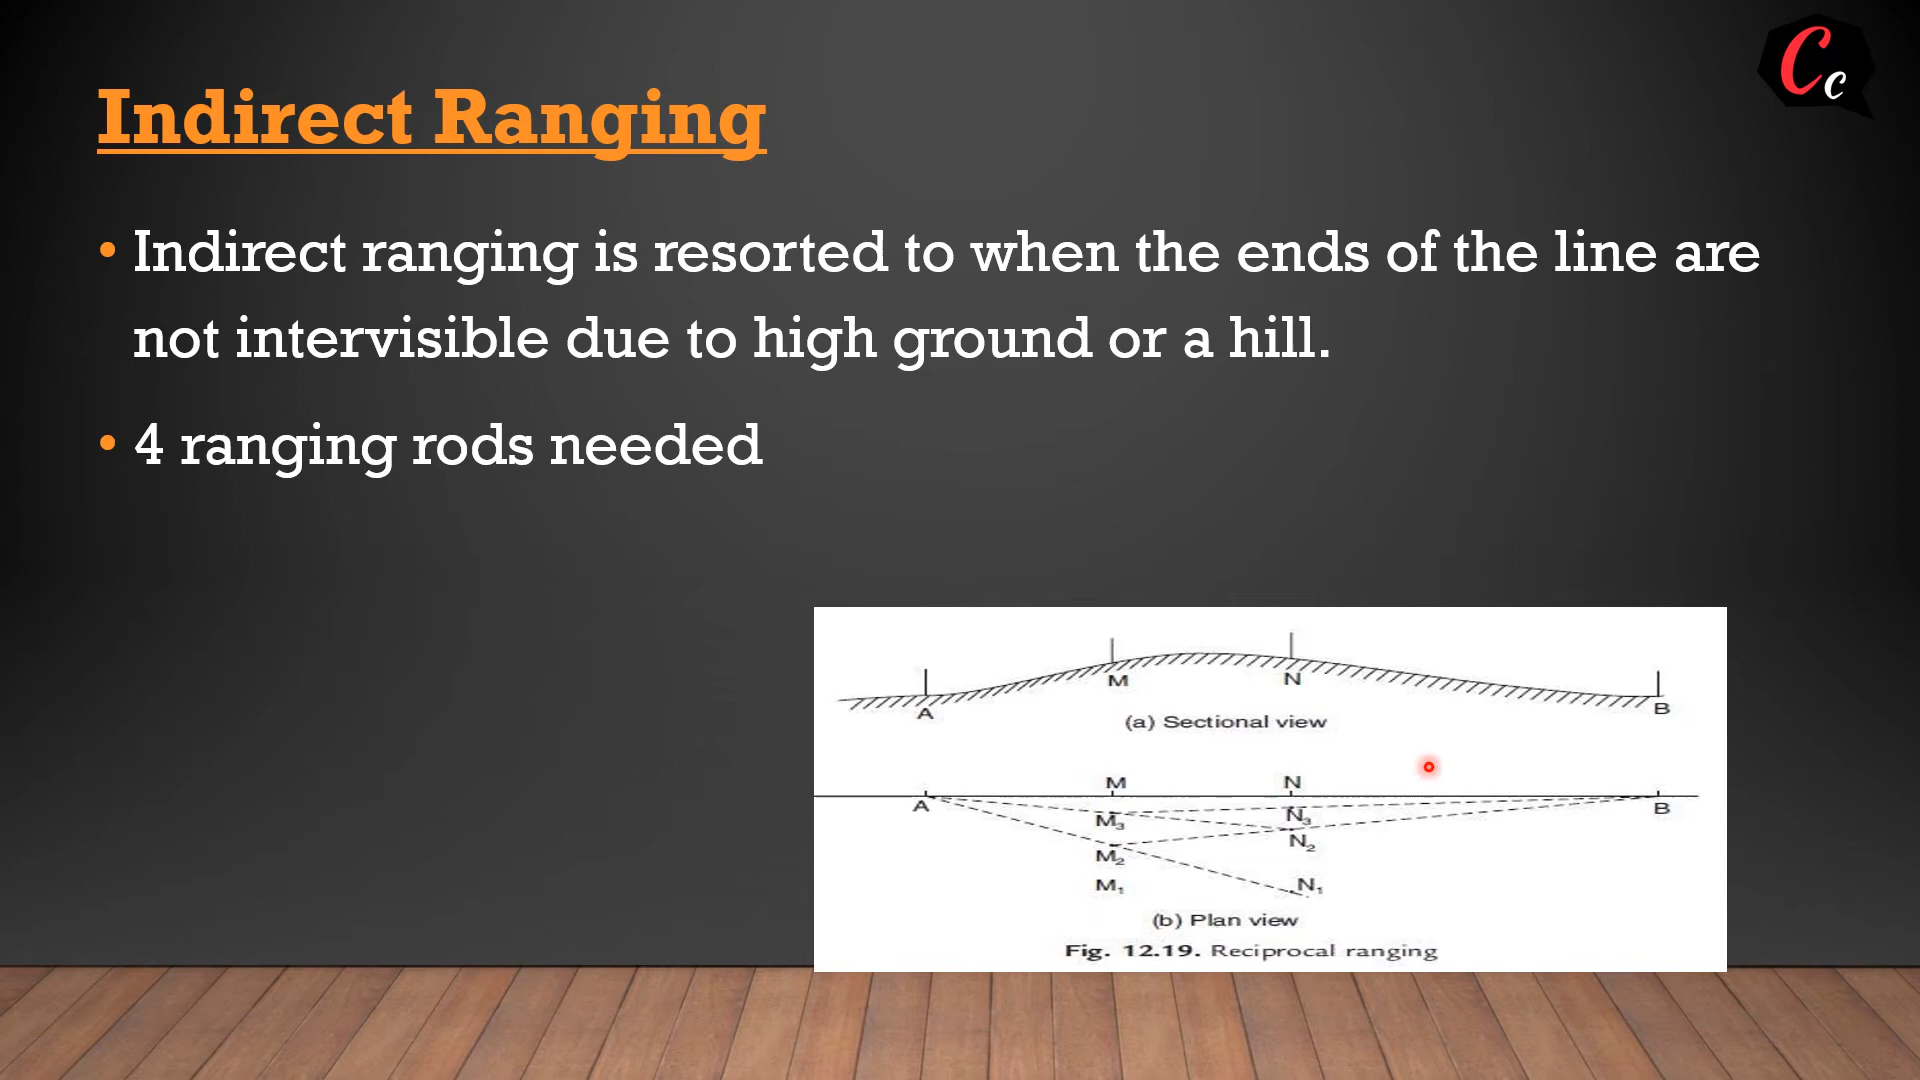 Cc
Indirect Ranging
• Indirect ranging is resorted to when the ends of the line are
not intervisible due to high ground or a hill.
• 4 ranging rods needed
M N
A B
(a) Sectional view
M N
A B
M₃ N₃
N₂
M₂
M₁ N₁
(b) Plan view
Fig. 12.19. Reciprocal ranging